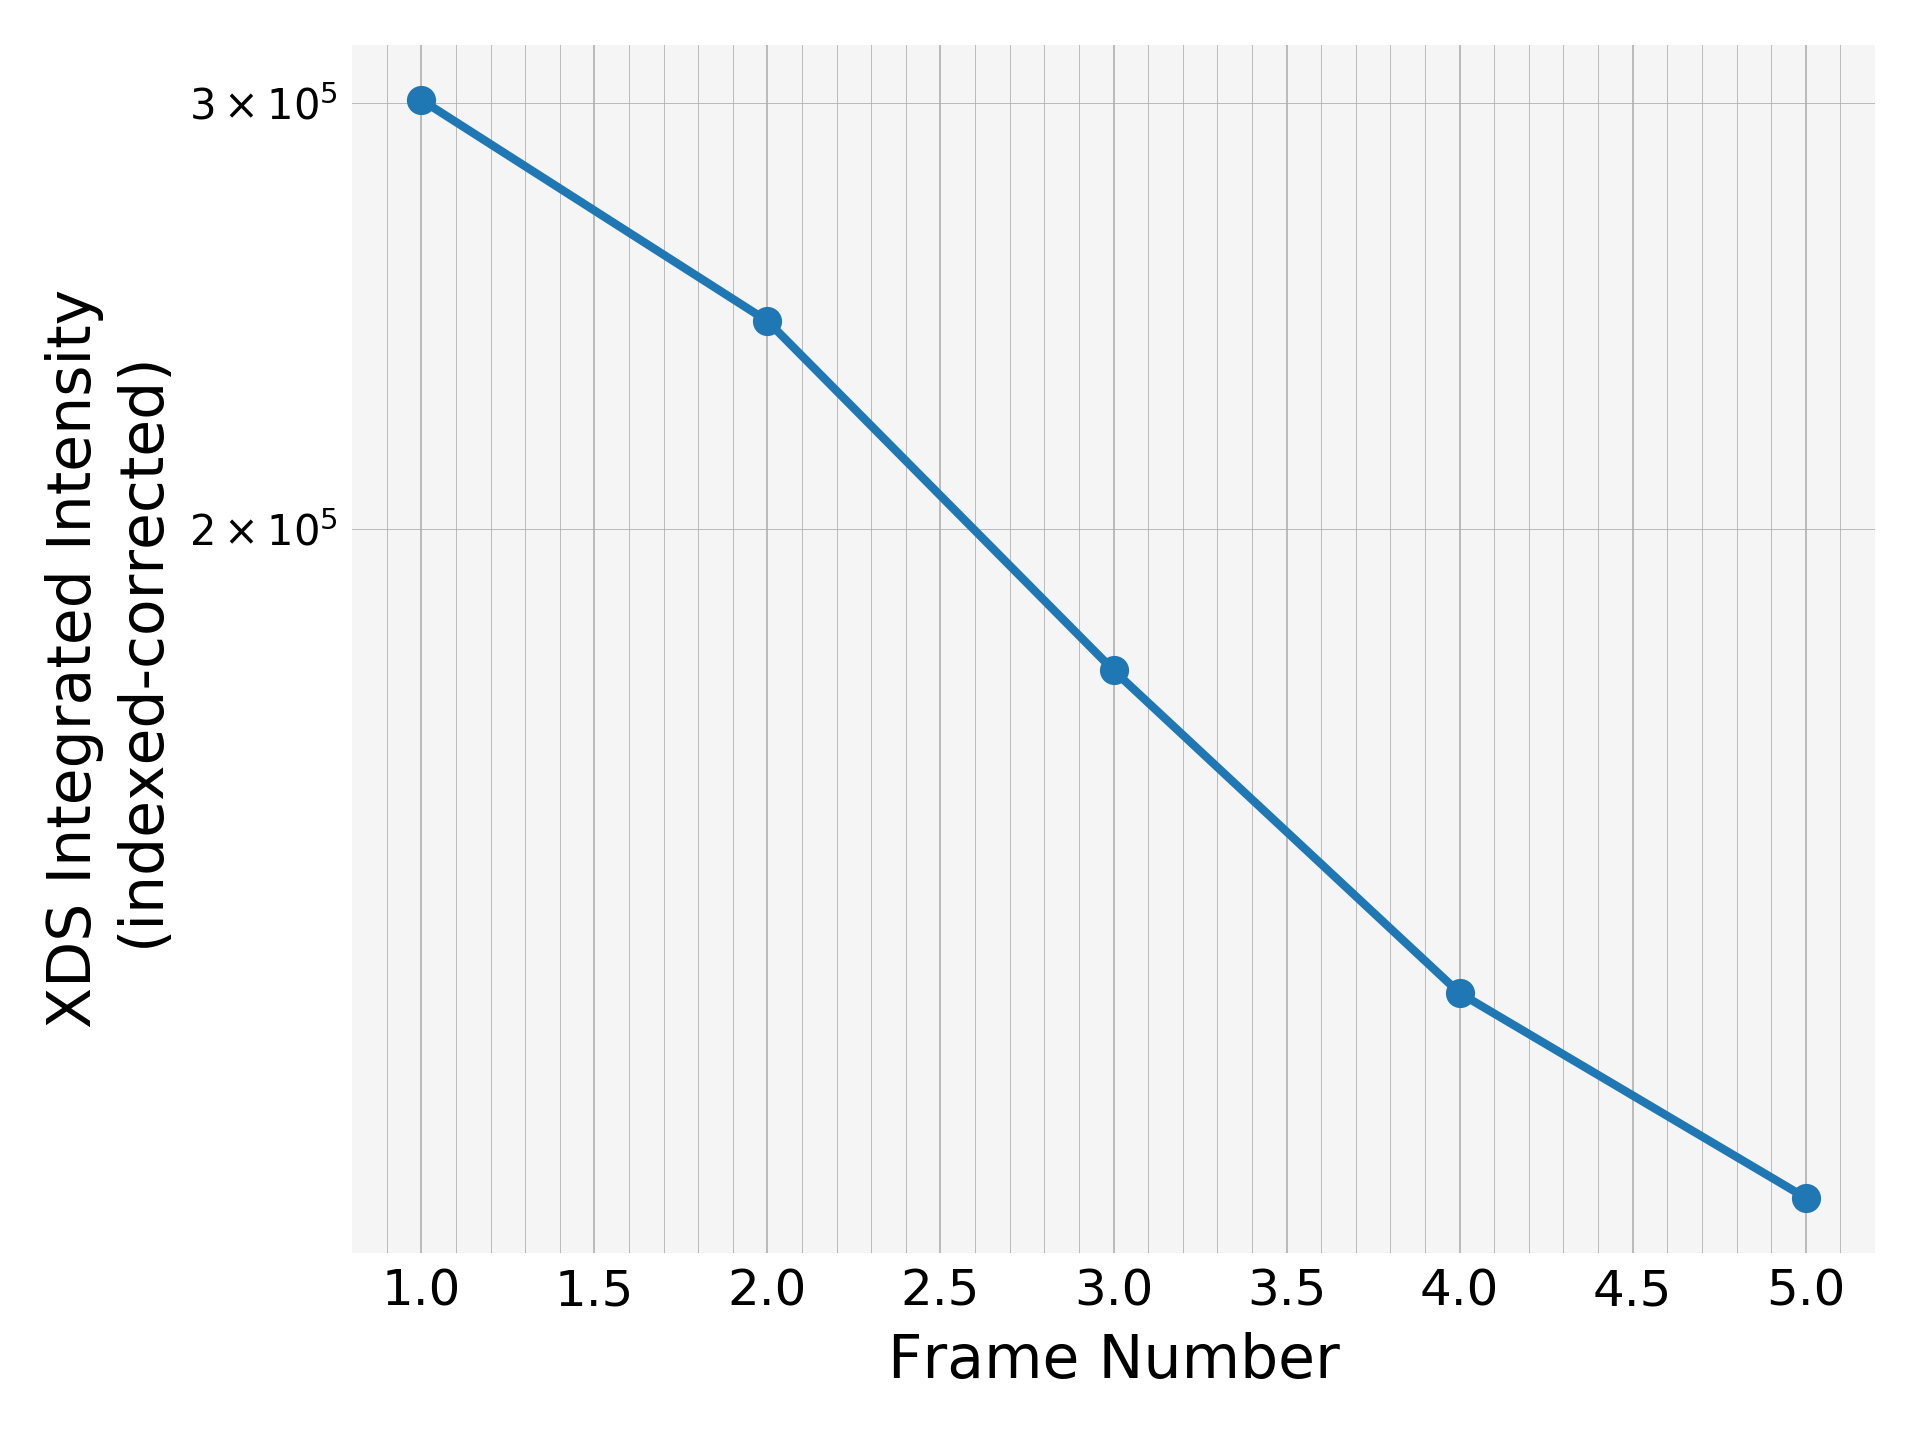 3 × 10⁵
2 × 10⁵
XDS Integrated Intensity
(indexed-corrected)
1.0 1.5 2.0 2.5 3.0 3.5 4.0 4.5 5.0
Frame Number